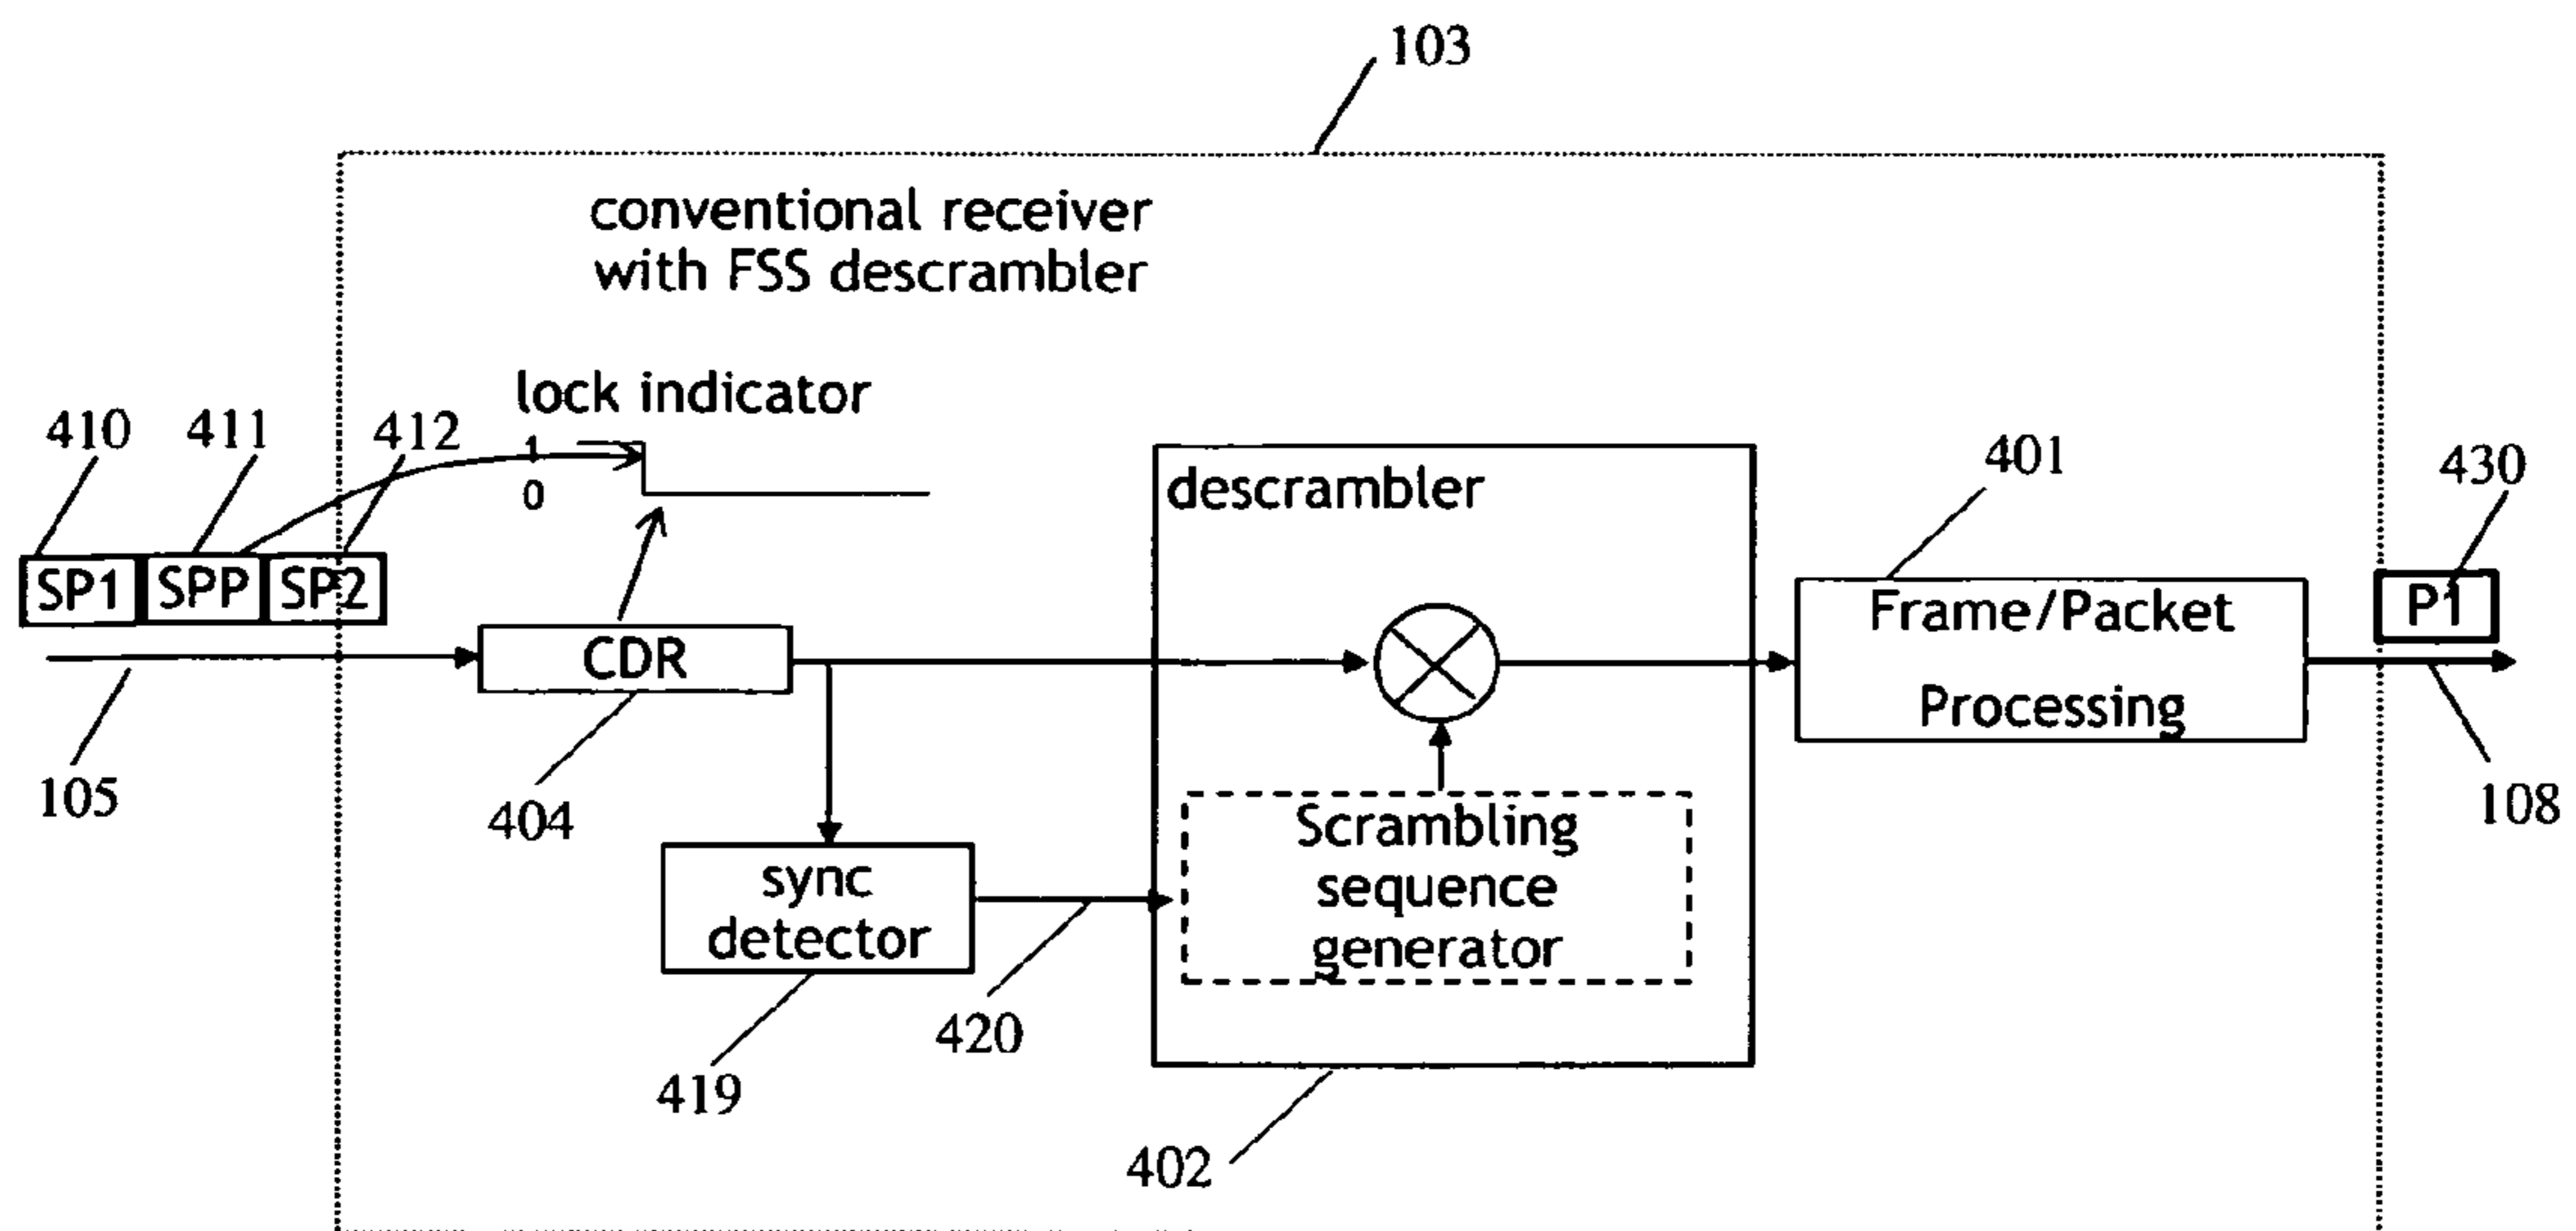 103
conventional receiver
with FSS descrambler
lock indicator
410
411
412
1
0
descrambler
401
430
SP1
SPP
SP2
CDR
Frame/Packet
Processing
P1
105
404
108
sync
detector
Scrambling
sequence
generator
420
419
402